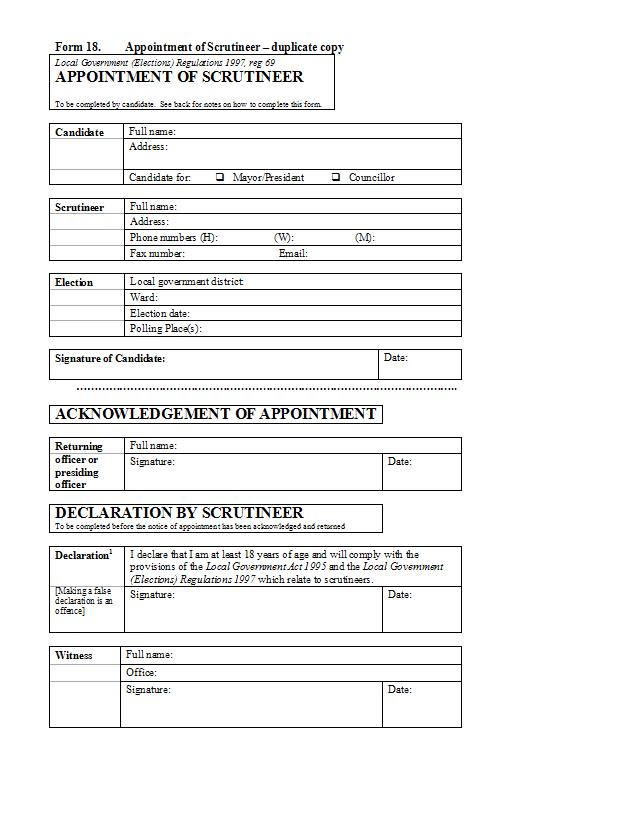 Form 18. Appointment of Scrutineer – duplicate copy
Local Government (Elections) Regulations 1997, reg 69
APPOINTMENT OF SCRUTINEER
To be completed by candidate. See back for notes on how to complete this form.
Candidate
Full name:
Address:
Candidate for: ❑ Mayor/President ❑ Councillor
Scrutineer
Full name:
Address:
Phone numbers (H): (W): (M):
Fax number: Email:
Election
Local government district:
Ward:
Election date:
Polling Place(s):
Signature of Candidate: Date:
ACKNOWLEDGEMENT OF APPOINTMENT
Returning
officer or
presiding
officer
Full name:
Signature: Date:
DECLARATION BY SCRUTINEER
To be completed before the notice of appointment has been acknowledged and returned
Declaration1
I declare that I am at least 18 years of age and will comply with the
provisions of the Local Government Act 1995 and the Local Government
(Elections) Regulations 1997 which relate to scrutineers.
[Making a false
declaration is an
offence]
Signature: Date:
Witness
Full name:
Office:
Signature: Date: